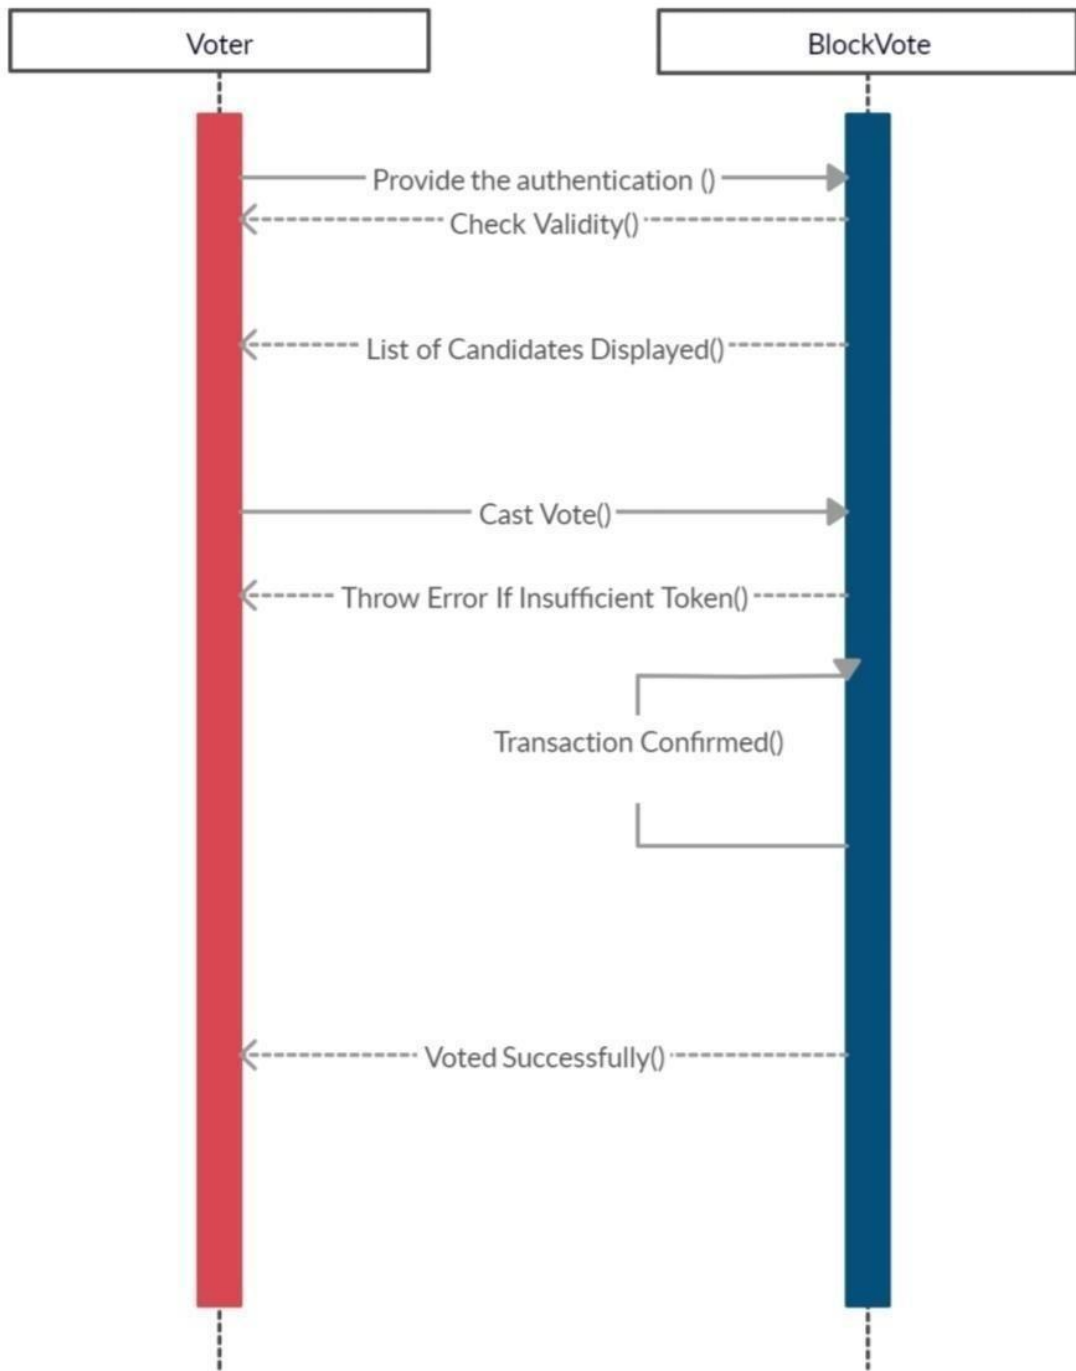 Voter
BlockVote
Provide the authentication ()
Check Validity()
List of Candidates Displayed()
Cast Vote()
Throw Error If Insufficient Token()
Transaction Confirmed()
Voted Successfully()